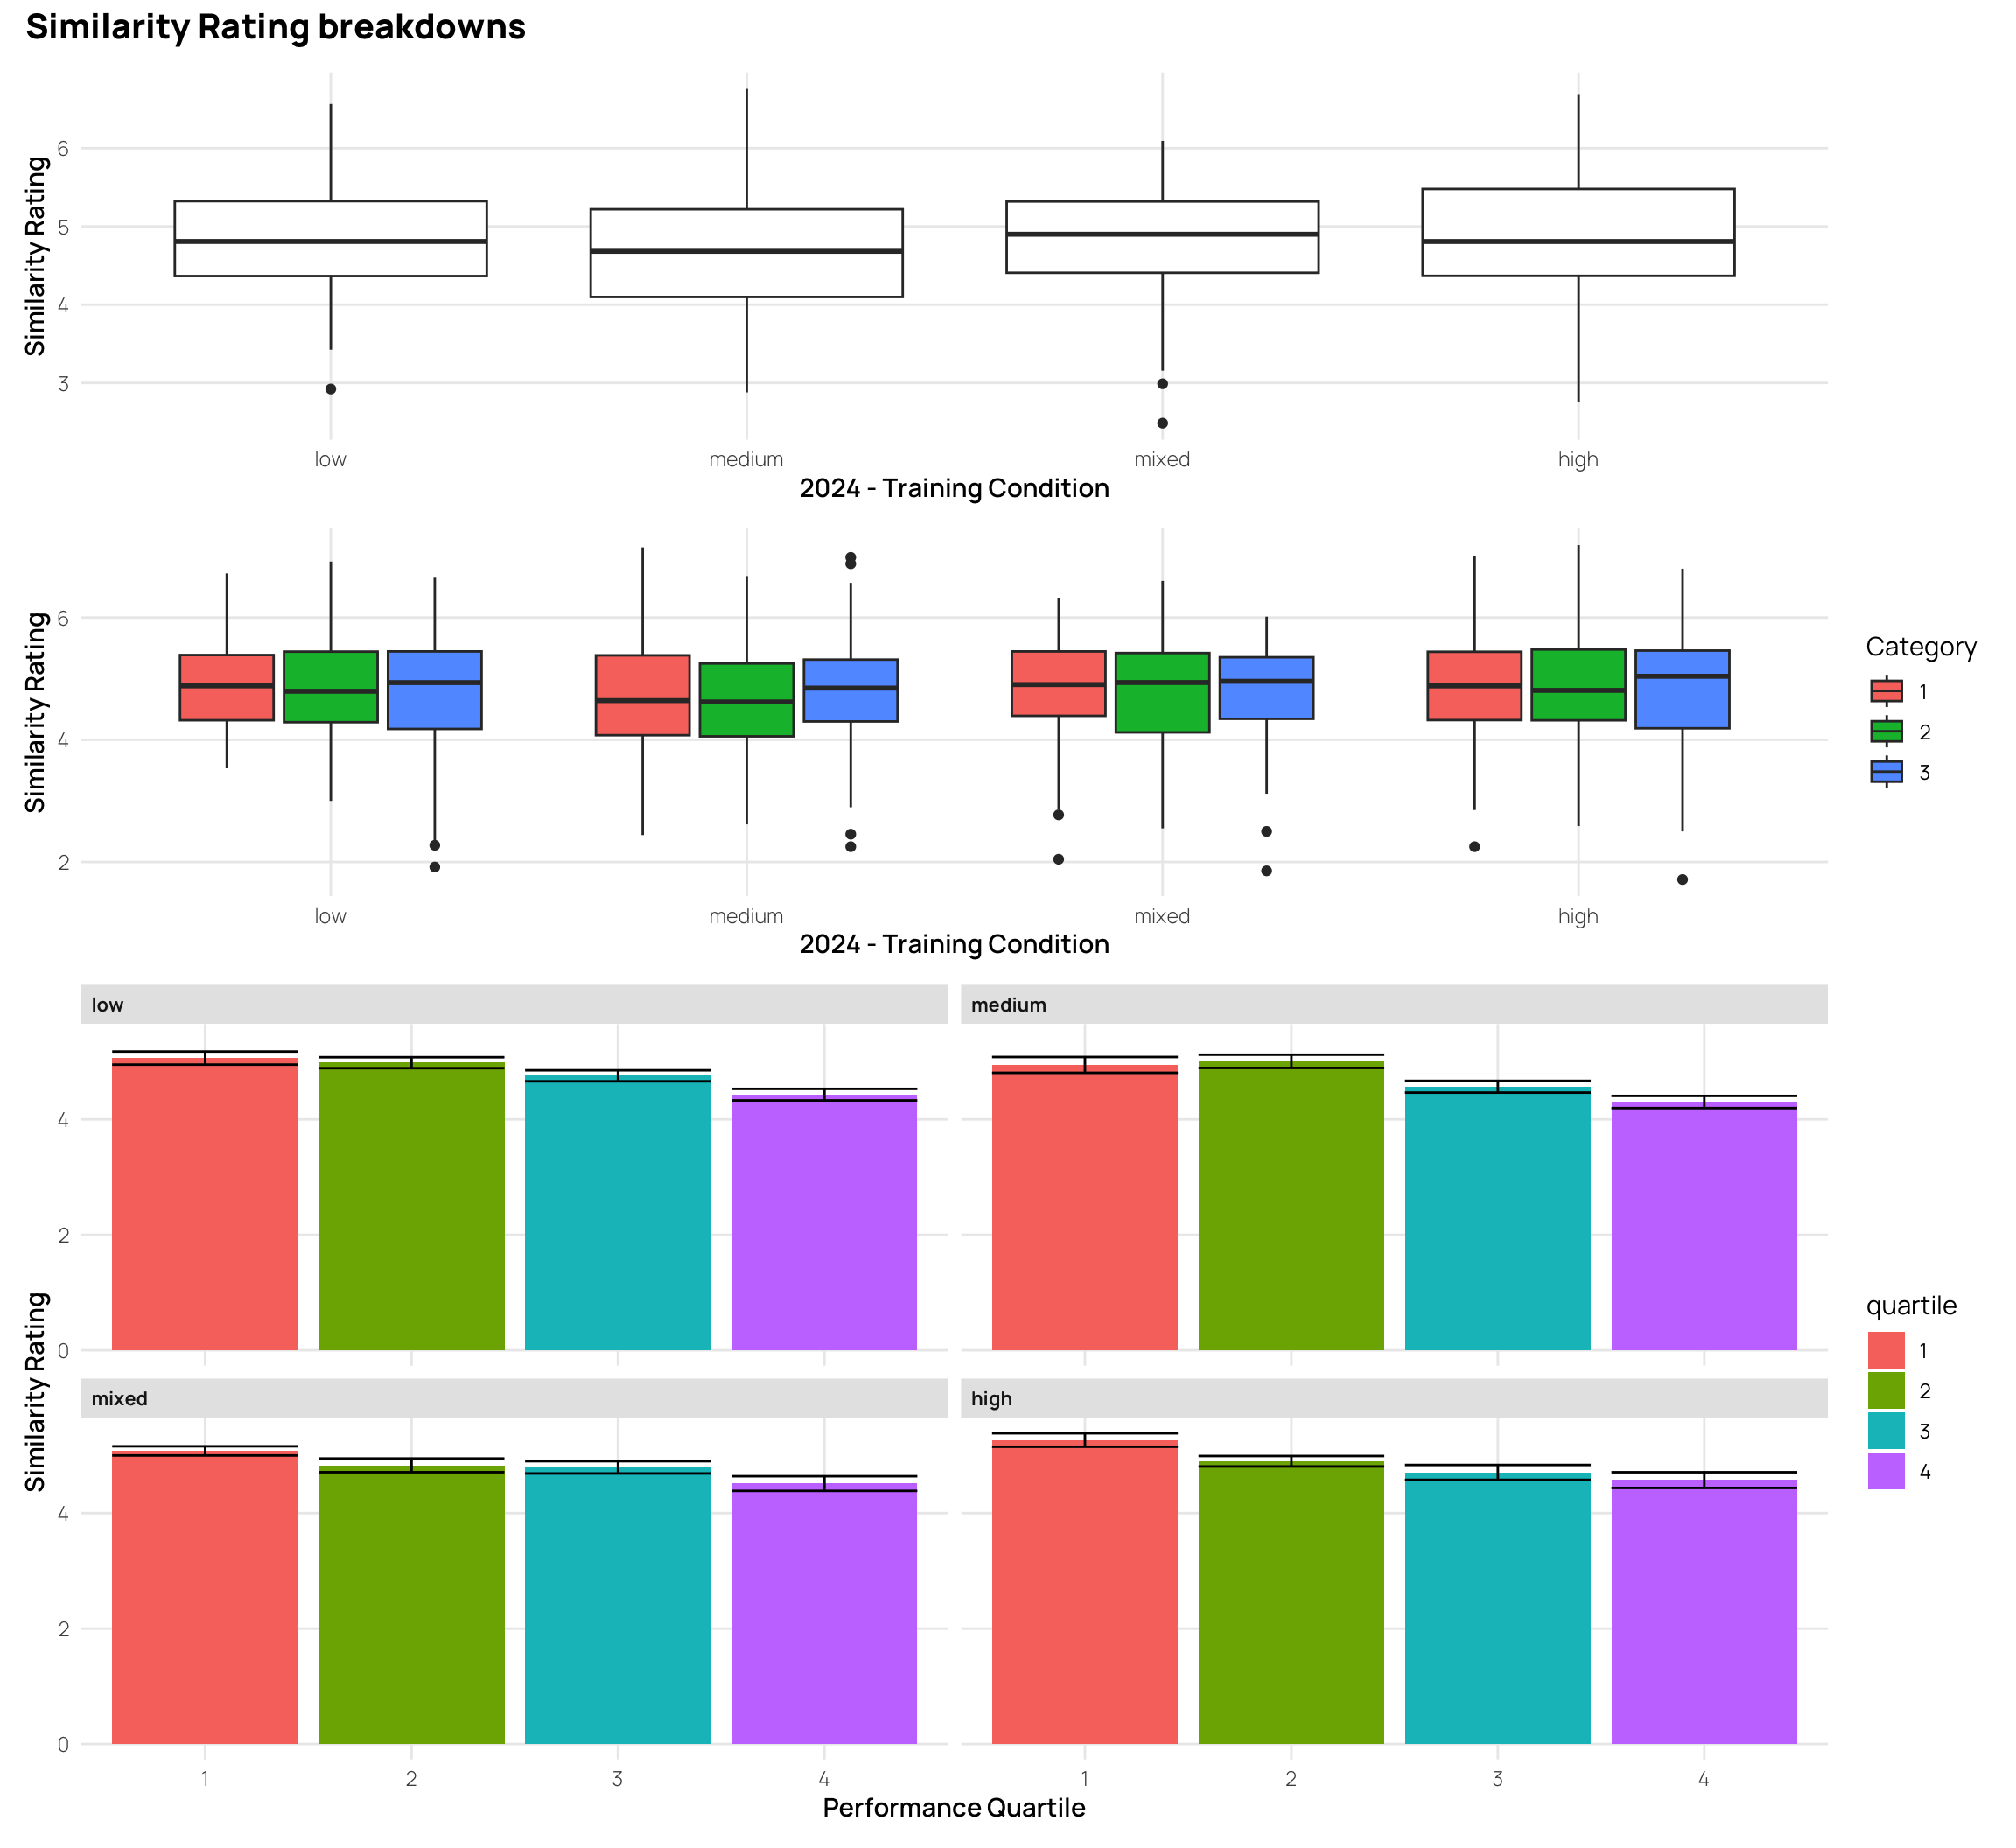 Similarity Rating breakdowns
Similarity Rating
6
5
4
3
low medium mixed high
2024 - Training Condition
Similarity Rating
6
4
2
low medium mixed high
2024 - Training Condition
Category
1
2
3
low medium
4
2
0
mixed high
4
2
0
Similarity Rating
1 2 3 4 1 2 3 4
Performance Quartile
quartile
1
2
3
4